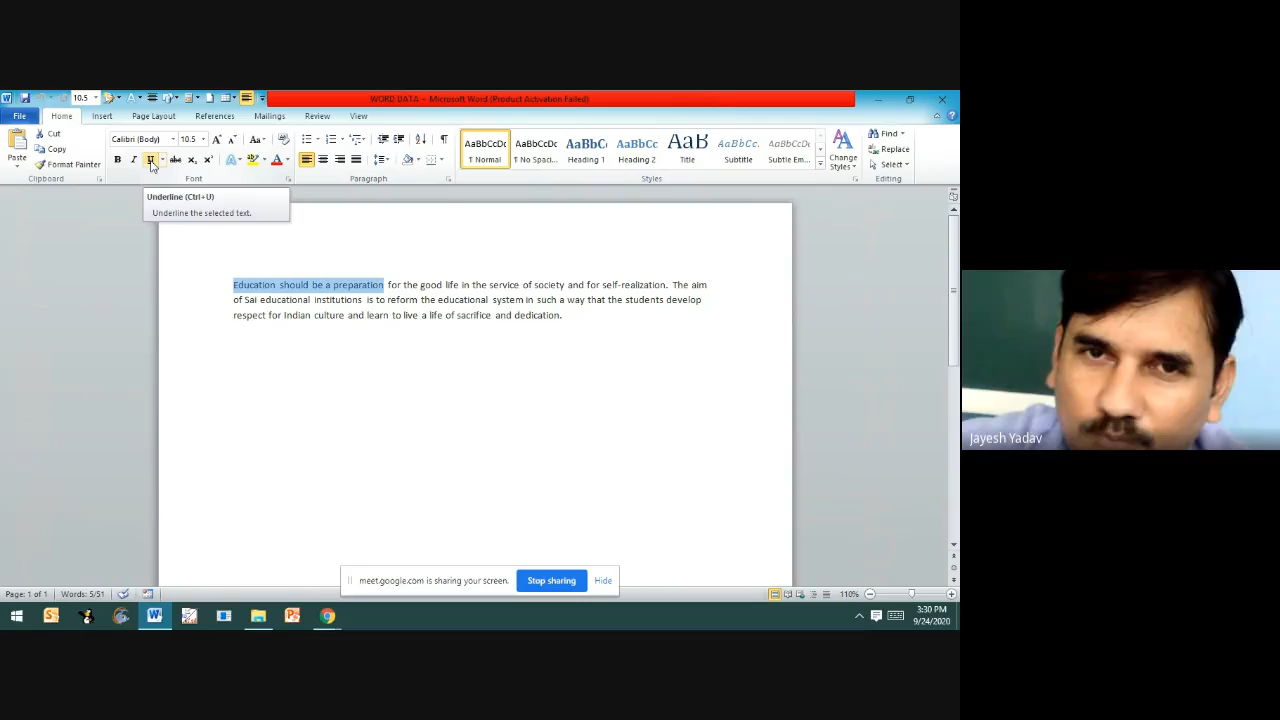 10.5
WORD DATA - Microsoft Word (Product Activation Failed)
File Home Insert Page Layout References Mailings Review View
Paste
Cut
Copy
Format Painter
Clipboard
Calibri (Body) 10.5
Font
Paragraph
AaBbCcDc AaBbCcDc AaBbC AaBbCc AaB AaBbCc. AaBbCcDc
¶ Normal ¶ No Spaci... Heading 1 Heading 2 Title Subtitle Subtle Em...
Change Styles
Styles
Find
Replace
Select
Editing
Underline (Ctrl+U)
Underline the selected text.
Education should be a preparation for the good life in the service of society and for self-realization. The aim
of Sai educational institutions is to reform the educational system in such a way that the students develop
respect for Indian culture and learn to live a life of sacrifice and dedication.
Jayesh Yadav
meet.google.com is sharing your screen. Stop sharing Hide
Page: 1 of 1 Words: 5/51 110%
3:30 PM
9/24/2020